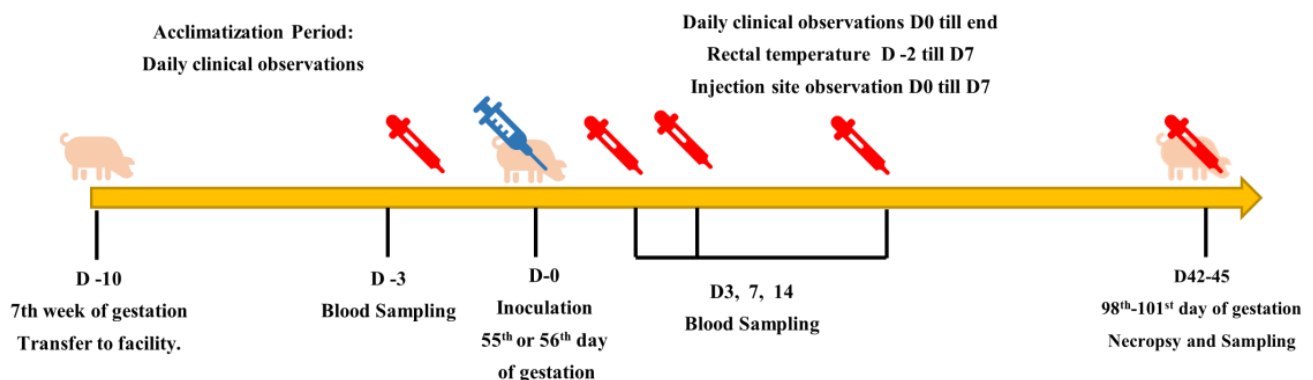 Acclimatization Period:
Daily clinical observations
Daily clinical observations D0 till end
Rectal temperature D -2 till D7
Injection site observation D0 till D7
D -10
7th week of gestation
Transfer to facility.
D -3
Blood Sampling
D-0
Inoculation
55th or 56th day
of gestation
D3, 7, 14
Blood Sampling
D42-45
98th-101st day of gestation
Necropsy and Sampling